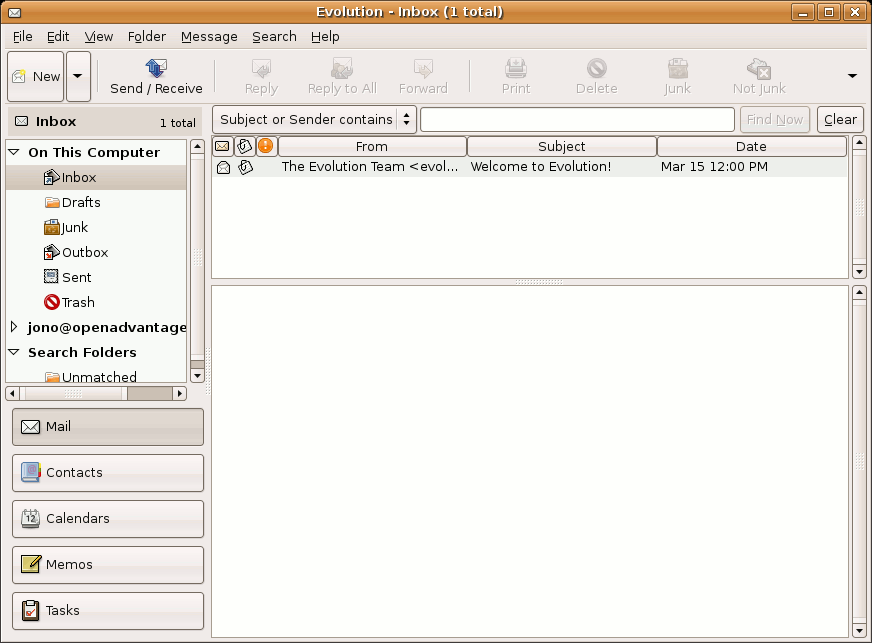 Evolution - Inbox (1 total)
File Edit View Folder Message Search Help
New Send / Receive Reply Reply to All Forward Print Delete Junk Not Junk
Inbox 1 total
Subject or Sender contains Find Now Clear
From Subject Date
The Evolution Team <evol... Welcome to Evolution! Mar 15 12:00 PM
On This Computer
Inbox
Drafts
Junk
Outbox
Sent
Trash
jono@openadvantage
Search Folders
Unmatched
Mail
Contacts
12
Calendars
Memos
Tasks